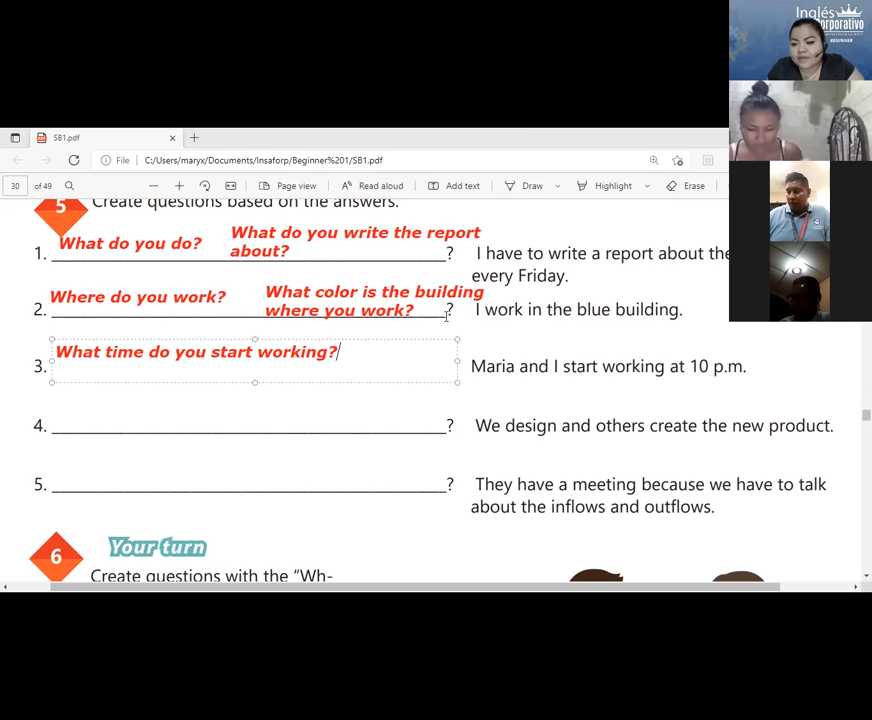 Inglés
Corporativo
BEGINNER
SB1.pdf
File
C:/Users/maryx/Documents/Insaforp/Beginner%201/SB1.pdf
30 of 49
Page view
Read aloud
Add text
Draw
Highlight
Erase
5 Create questions based on the answers.
What do you do? What do you write the report about?
1. ? I have to write a report about the
every Friday.
Where do you work? What color is the building where you work?
2. ? I work in the blue building.
What time do you start working?
3. Maria and I start working at 10 p.m.
4. ? We design and others create the new product.
5. ? They have a meeting because we have to talk
about the inflows and outflows.
6 Your turn
Create questions with the “Wh-